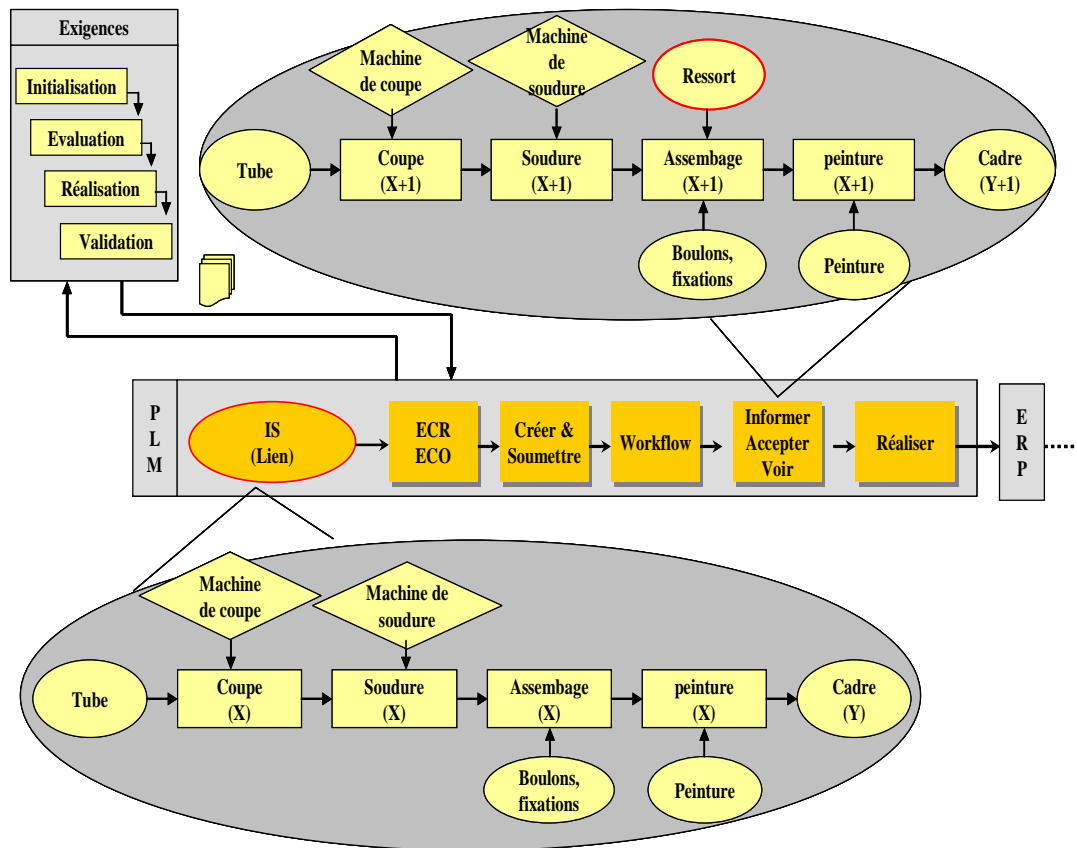 Exigences
Initialisation
Evaluation
Réalisation
Validation
Machine
de coupe
Machine
de
soudure
Ressort
Tube
Coupe
(X+1)
Soudure
(X+1)
Assembage
(X+1)
peinture
(X+1)
Cadre
(Y+1)
Boulons,
fixations
Peinture
P
L
M
IS
(Lien)
ECR
ECO
Créer &
Soumettre
Workflow
Informer
Accepter
Voir
Réaliser
E
R
P
Machine
de coupe
Machine de
soudure
Tube
Coupe
(X)
Soudure
(X)
Assembage
(X)
peinture
(X)
Cadre
(Y)
Boulons,
fixations
Peinture